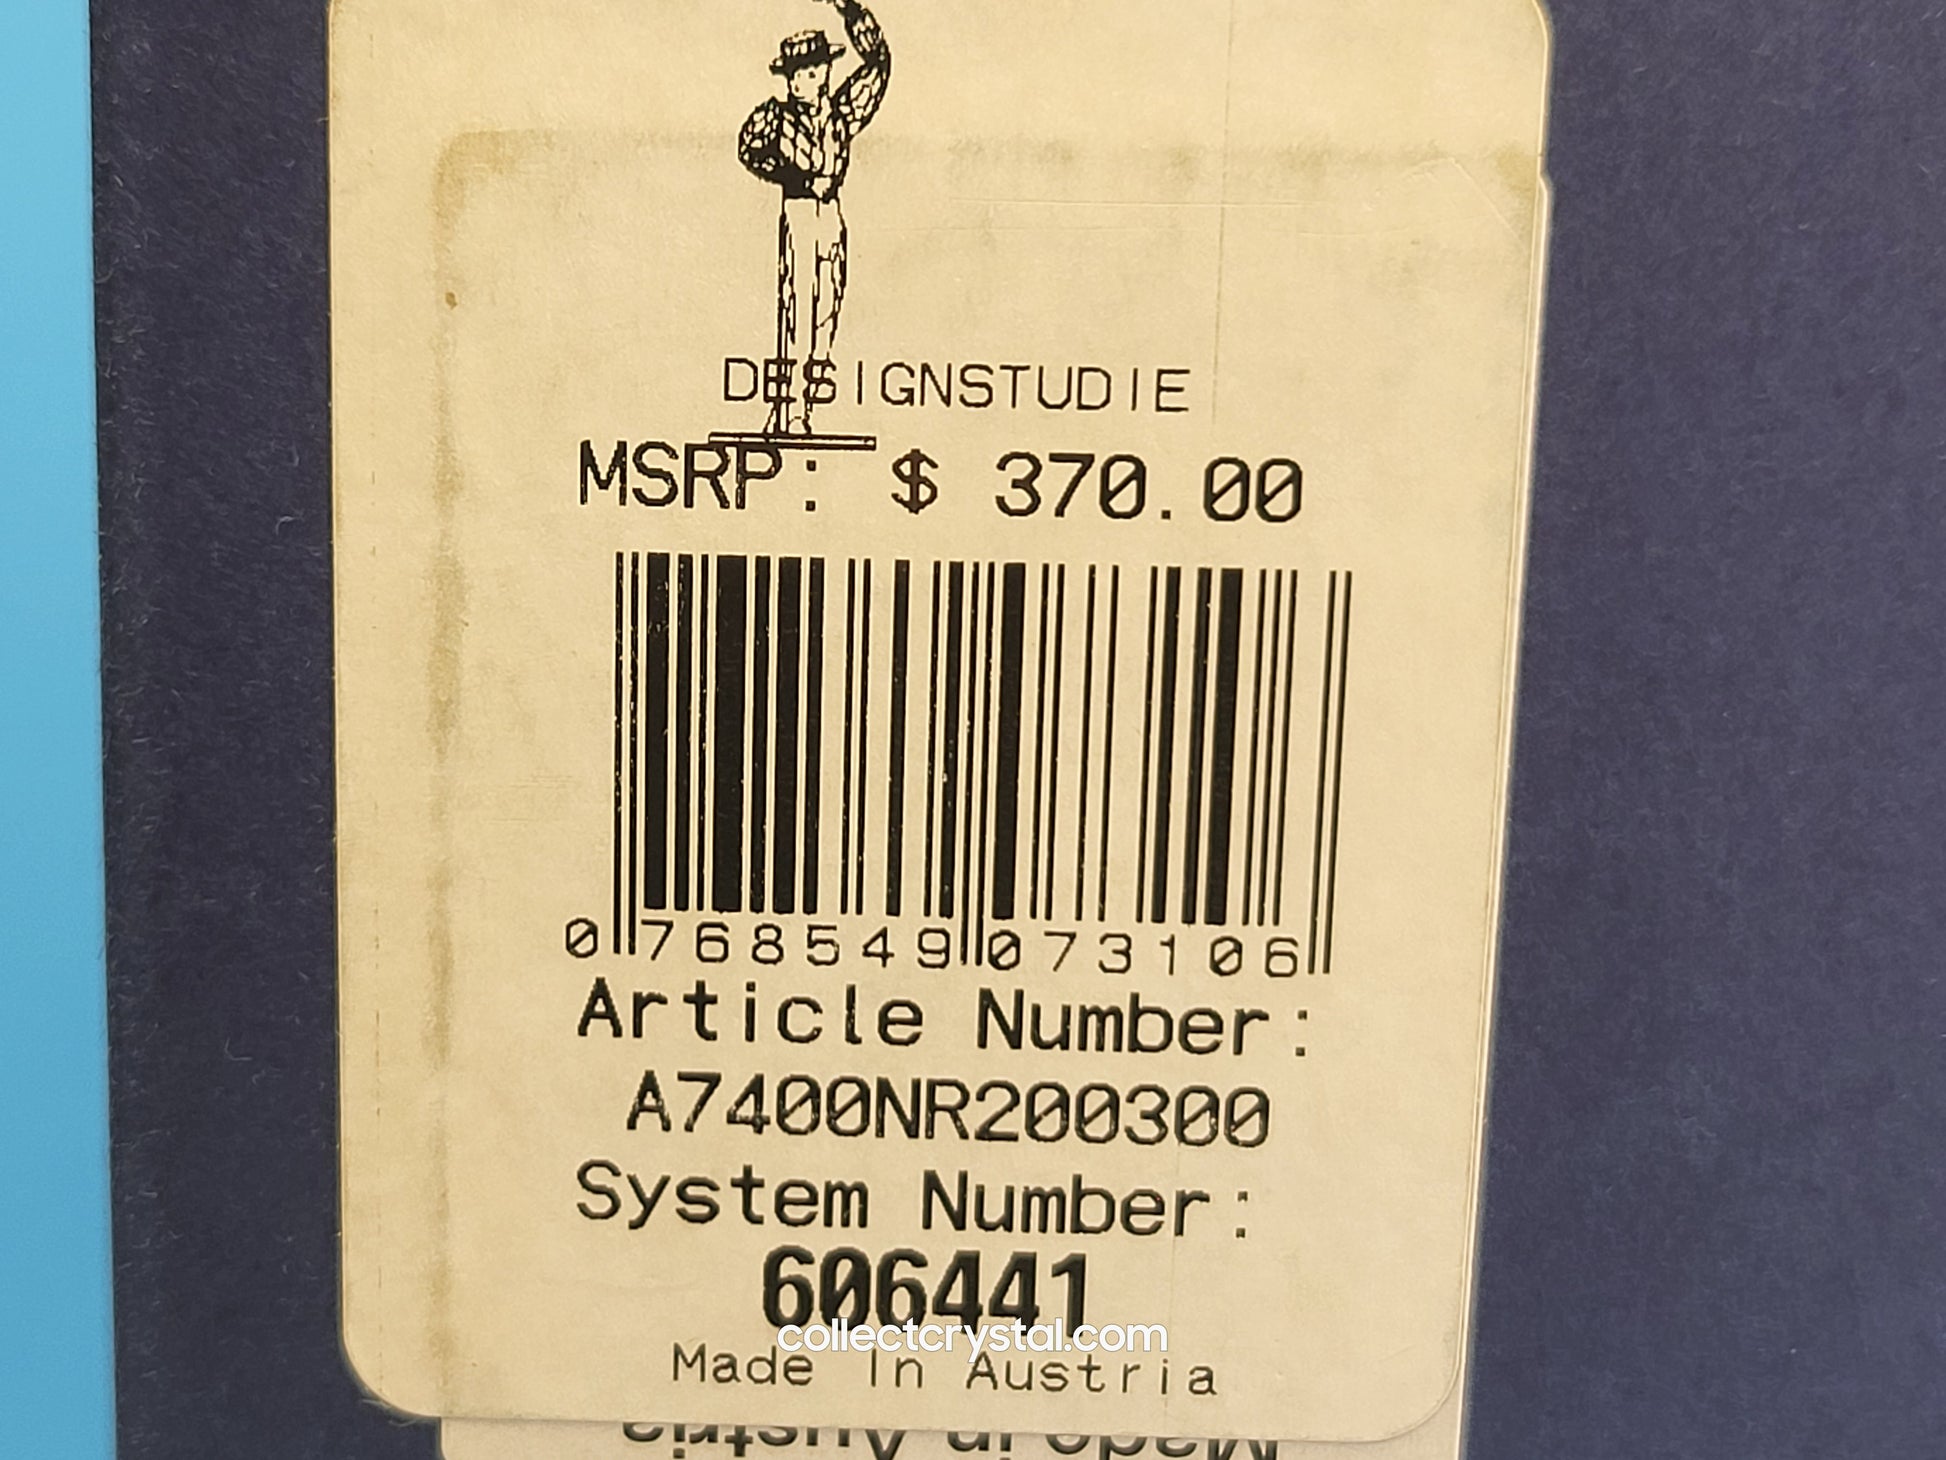 DESIGNSTUDIE
MSRP: $ 370.00
0 768549 073106
Article Number:
A7400NR200300
System Number:
606441
collectcrystal.com
Made In Austria
Made in Austria